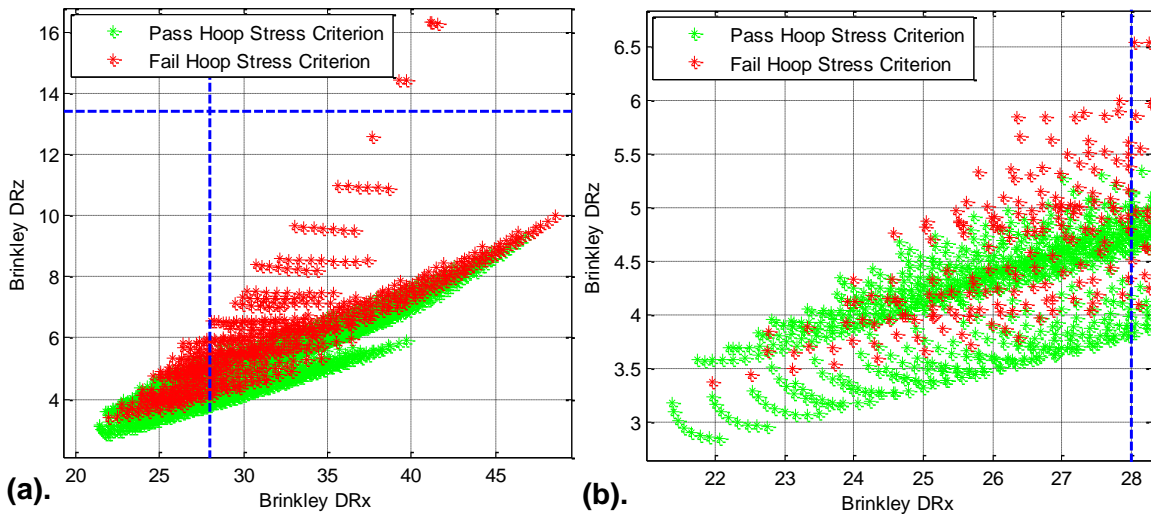 Pass Hoop Stress Criterion
Fail Hoop Stress Criterion
16
14
12
10
8
6
4
Brinkley DRz
20
25
30
35
40
45
Brinkley DRx
(a).
Pass Hoop Stress Criterion
Fail Hoop Stress Criterion
6.5
6
5.5
5
4.5
4
3.5
3
Brinkley DRz
22
23
24
25
26
27
28
Brinkley DRx
(b).